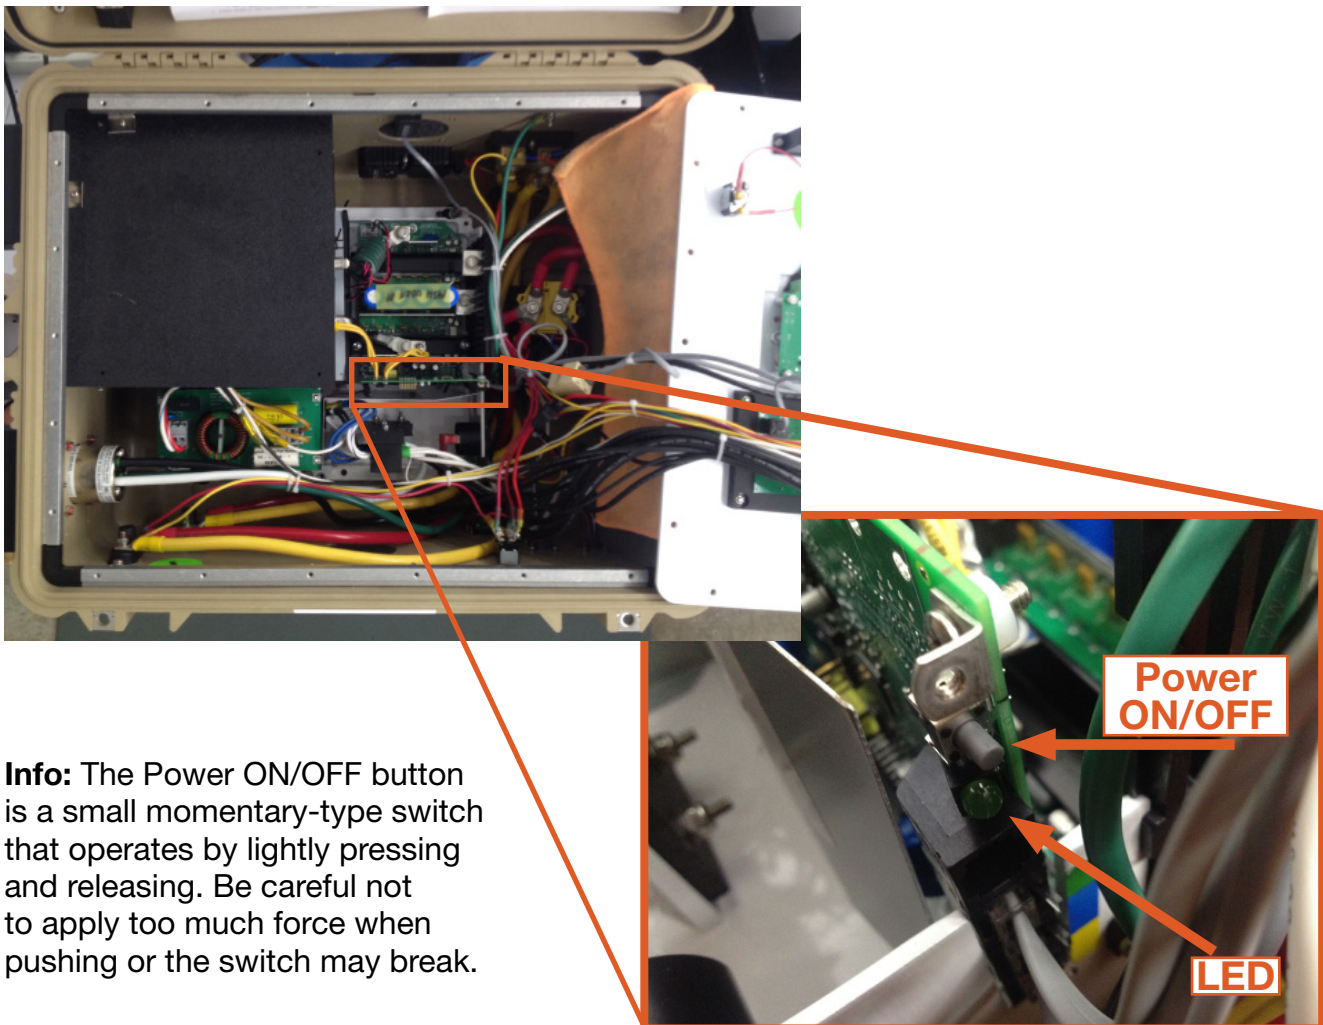 Power
ON/OFF
Info: The Power ON/OFF button
is a small momentary-type switch
that operates by lightly pressing
and releasing. Be careful not
to apply too much force when
pushing or the switch may break.
LED